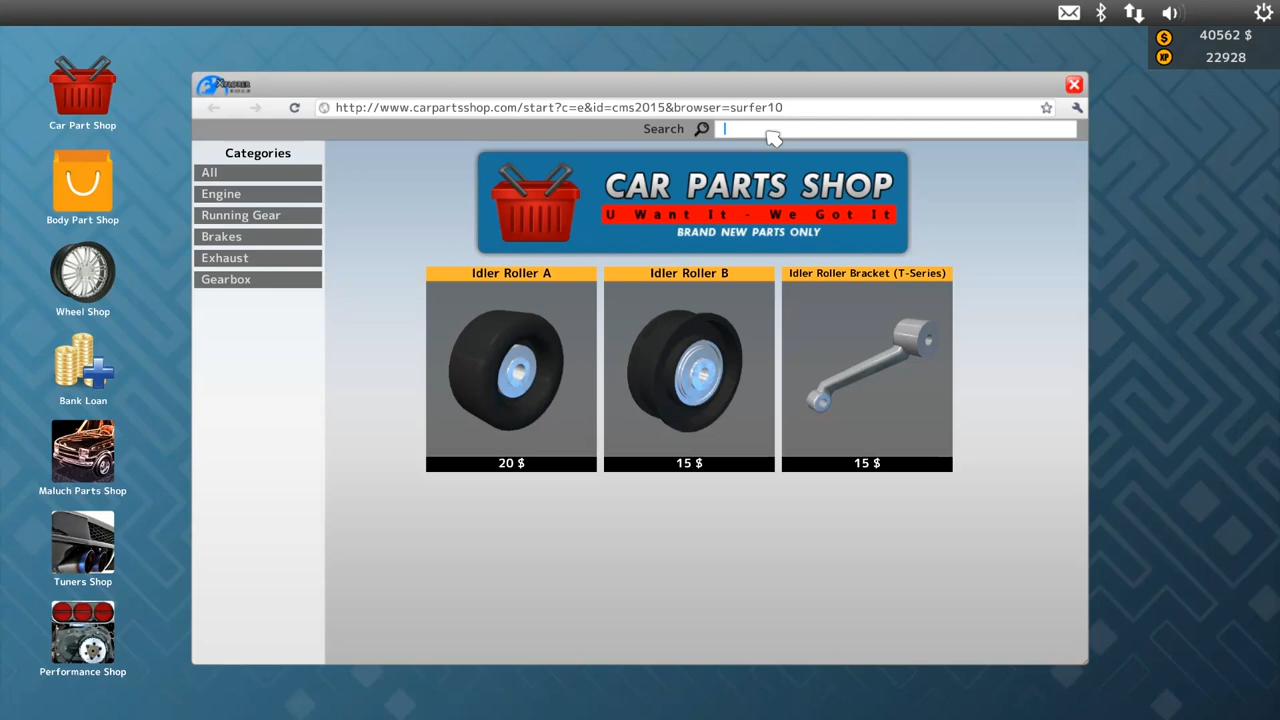 40562 $
22928
Car Part Shop
Body Part Shop
Wheel Shop
Bank Loan
Maluch Parts Shop
Tuners Shop
Performance Shop
http://www.carpartsshop.com/start?c=e&id=cms2015&browser=surfer10
Search
Categories
All
Engine
Running Gear
Brakes
Exhaust
Gearbox
CAR PARTS SHOP
U Want It - We Got It
BRAND NEW PARTS ONLY
Idler Roller A
20 $
Idler Roller B
15 $
Idler Roller Bracket (T-Series)
15 $
$
XP